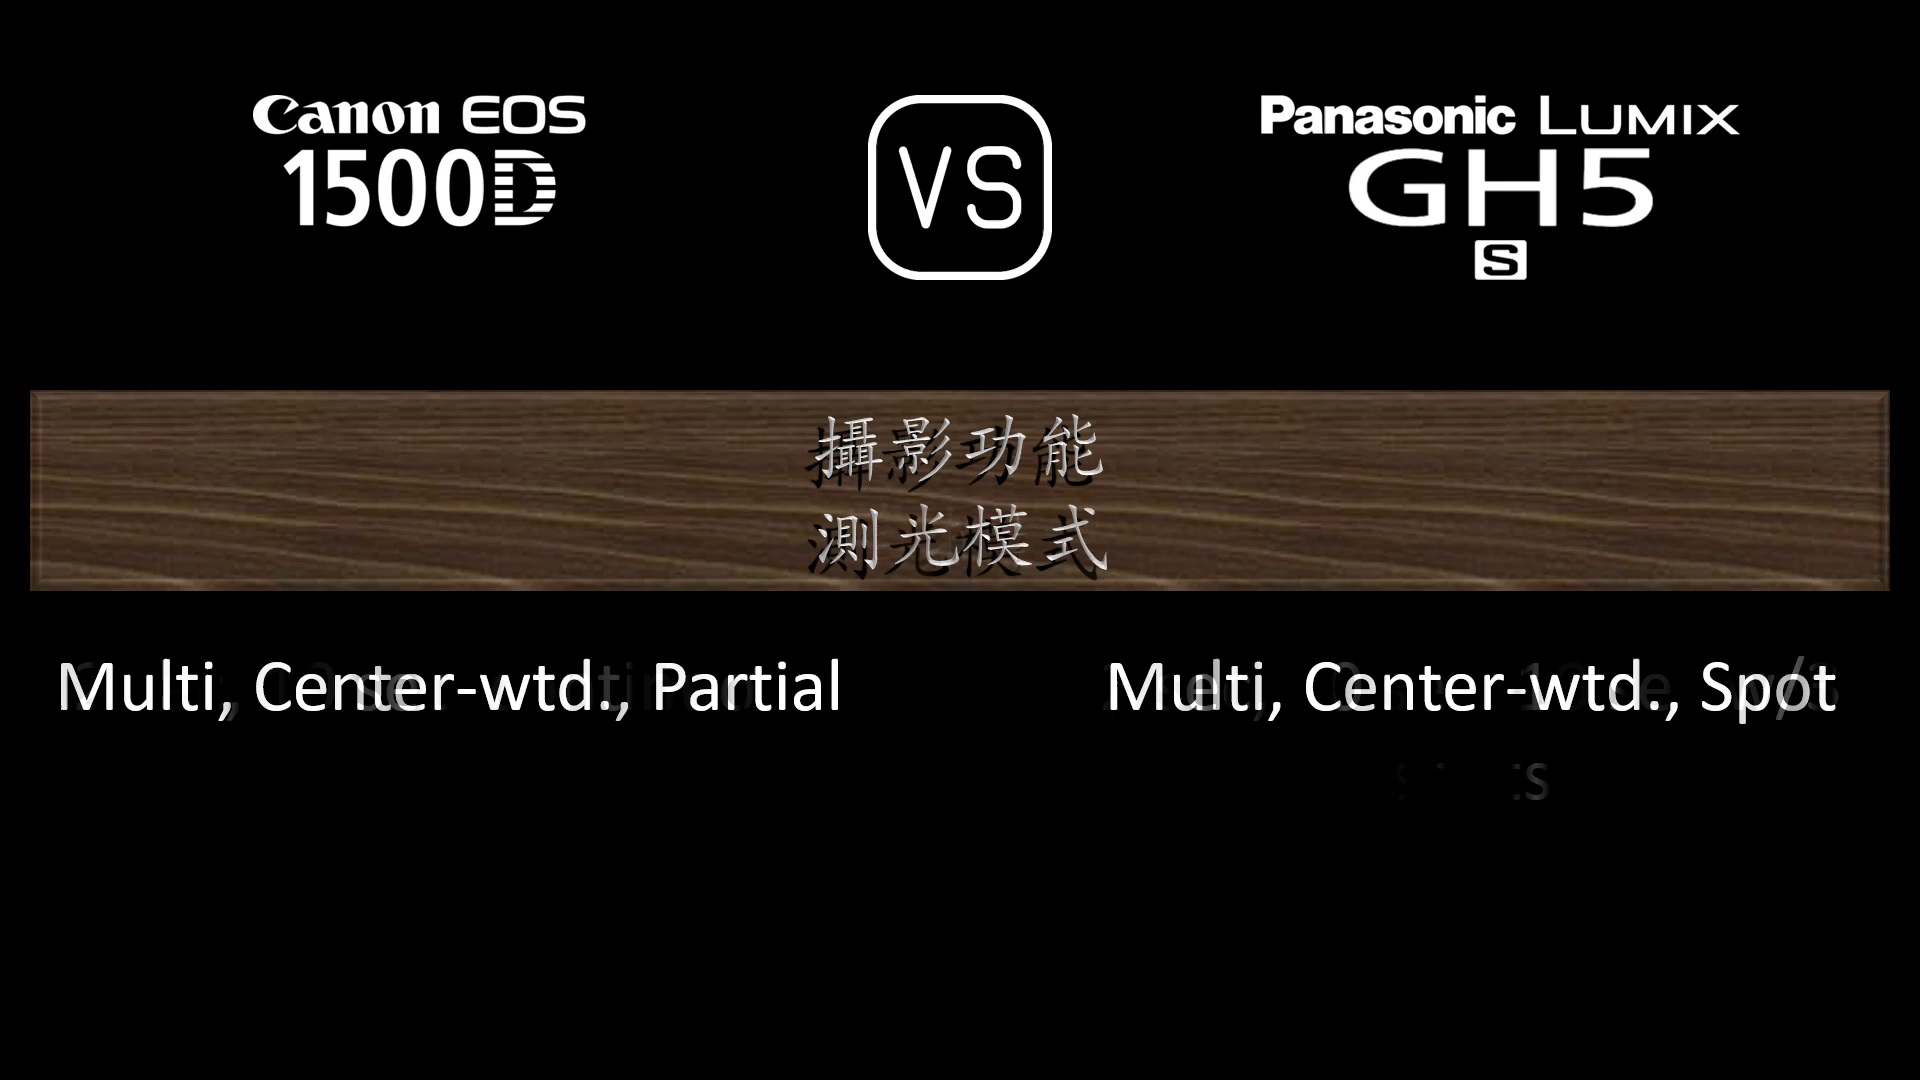 Canon EOS
1500D
VS
Panasonic LUMIX
GH5
S
攝影功能
測光模式
Multi, Center-wtd., Partial
Multi, Center-wtd., Spot